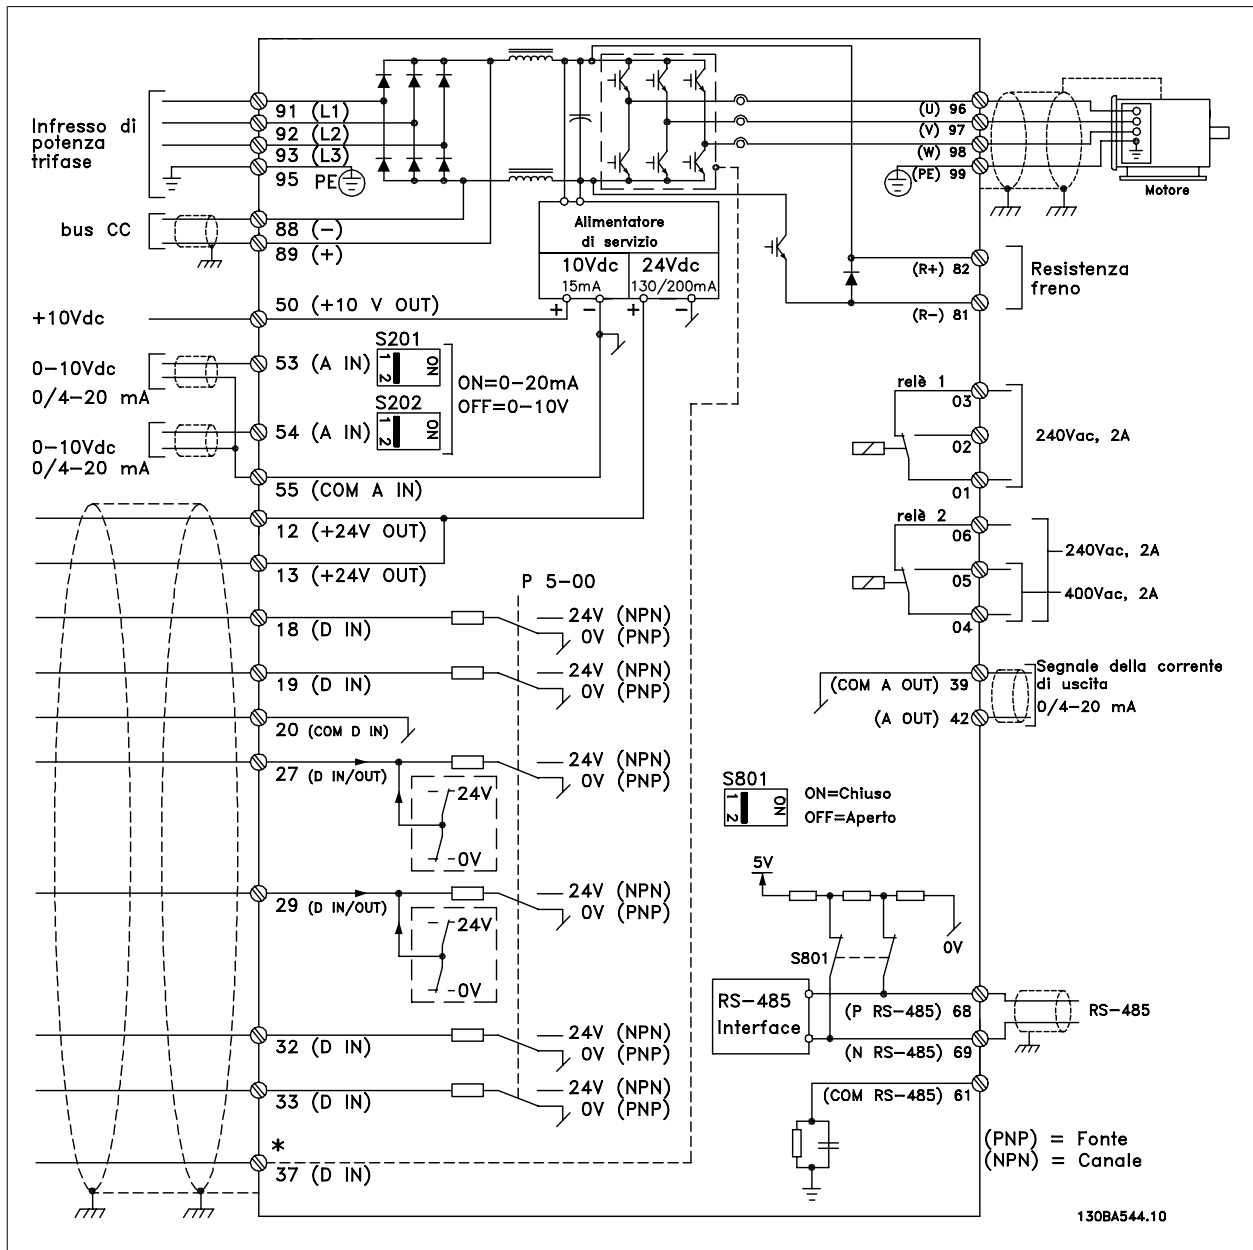 Infresso di
potenza
trifase
91 (L1)
92 (L2)
93 (L3)
95 PE
bus CC
88 (−)
89 (+)
+10Vdc
50 (+10 V OUT)
0−10Vdc
0/4−20 mA
53 (A IN)
S201
1 2
ON
ON=0−20mA
OFF=0−10V
0−10Vdc
0/4−20 mA
54 (A IN)
S202
1 2
ON
55 (COM A IN)
12 (+24V OUT)
13 (+24V OUT)
P 5-00
18 (D IN)
24V (NPN)
0V (PNP)
19 (D IN)
24V (NPN)
0V (PNP)
20 (COM D IN)
27 (D IN/OUT)
24V (NPN)
0V (PNP)
24V
0V
29 (D IN/OUT)
24V (NPN)
0V (PNP)
24V
0V
32 (D IN)
24V (NPN)
0V (PNP)
33 (D IN)
24V (NPN)
0V (PNP)
*
37 (D IN)
Alimentatore
di servizio
10Vdc
15mA
24Vdc
130/200mA
+ − + −
(U) 96
(V) 97
(W) 98
(PE) 99
Motore
(R+) 82
(R−) 81
Resistenza
freno
relè 1
03
02
01
240Vac, 2A
relè 2
06
05
04
240Vac, 2A
400Vac, 2A
(COM A OUT) 39
(A OUT) 42
Segnale della corrente
di uscita
0/4−20 mA
S801
1 2
ON
ON=Chiuso
OFF=Aperto
5V
0V
S801
RS−485
Interface
(P RS−485) 68
(N RS−485) 69
(COM RS−485) 61
RS−485
(PNP) = Fonte
(NPN) = Canale
130BA544.10